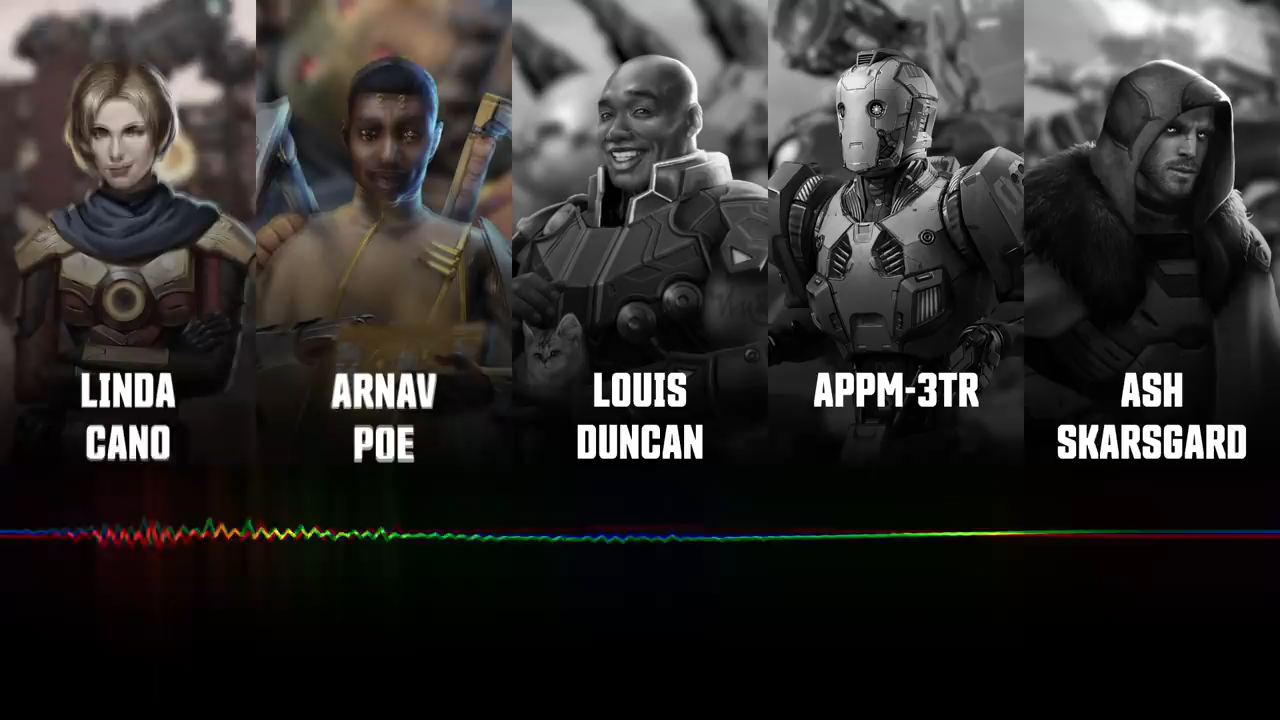 LINDA
CANO
ARNAV
POE
LOUIS
DUNCAN
APPM-3TR
ASH
SKARSGARD